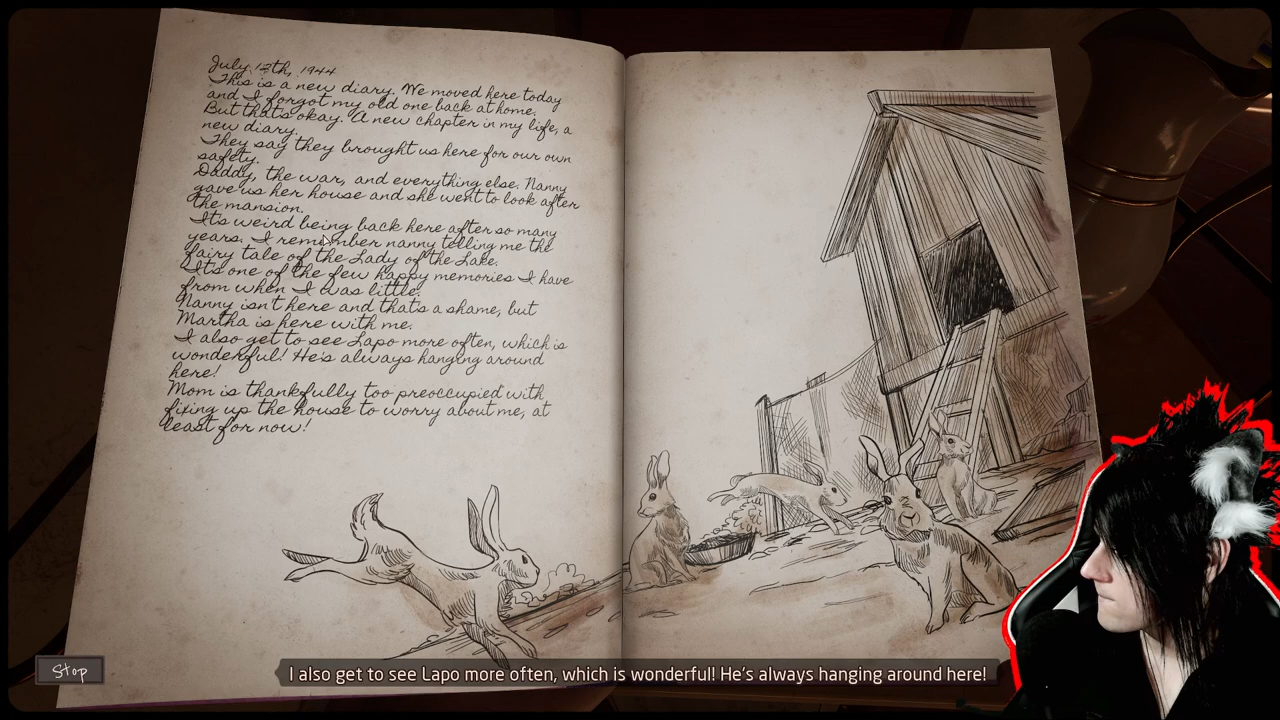 July 12th, 1944
This is a new diary. We moved here today
and I forgot my old one back at home.
But that's okay. A new chapter in my life, a
new diary.
They say they brought us here for our own
safety.
Daddy, the war, and everything else. Nanny
gave us her house and she went to look after
the mansion.
It's weird being back here after so many
years. I remember nanny telling me the
fairy tale of the Lady of the Lake.
It's one of the few happy memories I have
from when I was little.
Nanny isn't here and that's a shame, but
Martha is here with me.
I also get to see Lapo more often, which is
wonderful! He's always hanging around
here!
Mom is thankfully too preoccupied with
fixing up the house to worry about me, at
least for now!
Stop
I also get to see Lapo more often, which is wonderful! He's always hanging around here!